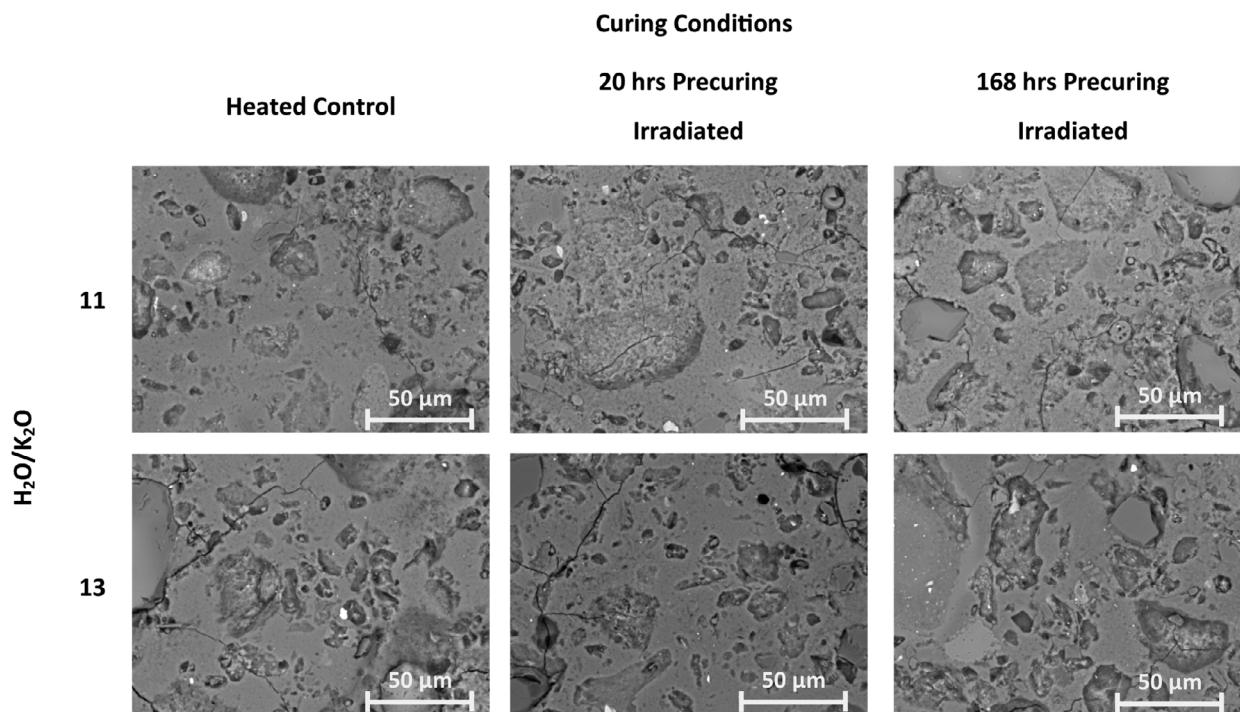 Curing Conditions
Heated Control
20 hrs Precuring
Irradiated
168 hrs Precuring
Irradiated
H₂O/K₂O
11
50 µm
50 µm
50 µm
13
50 µm
50 µm
50 µm